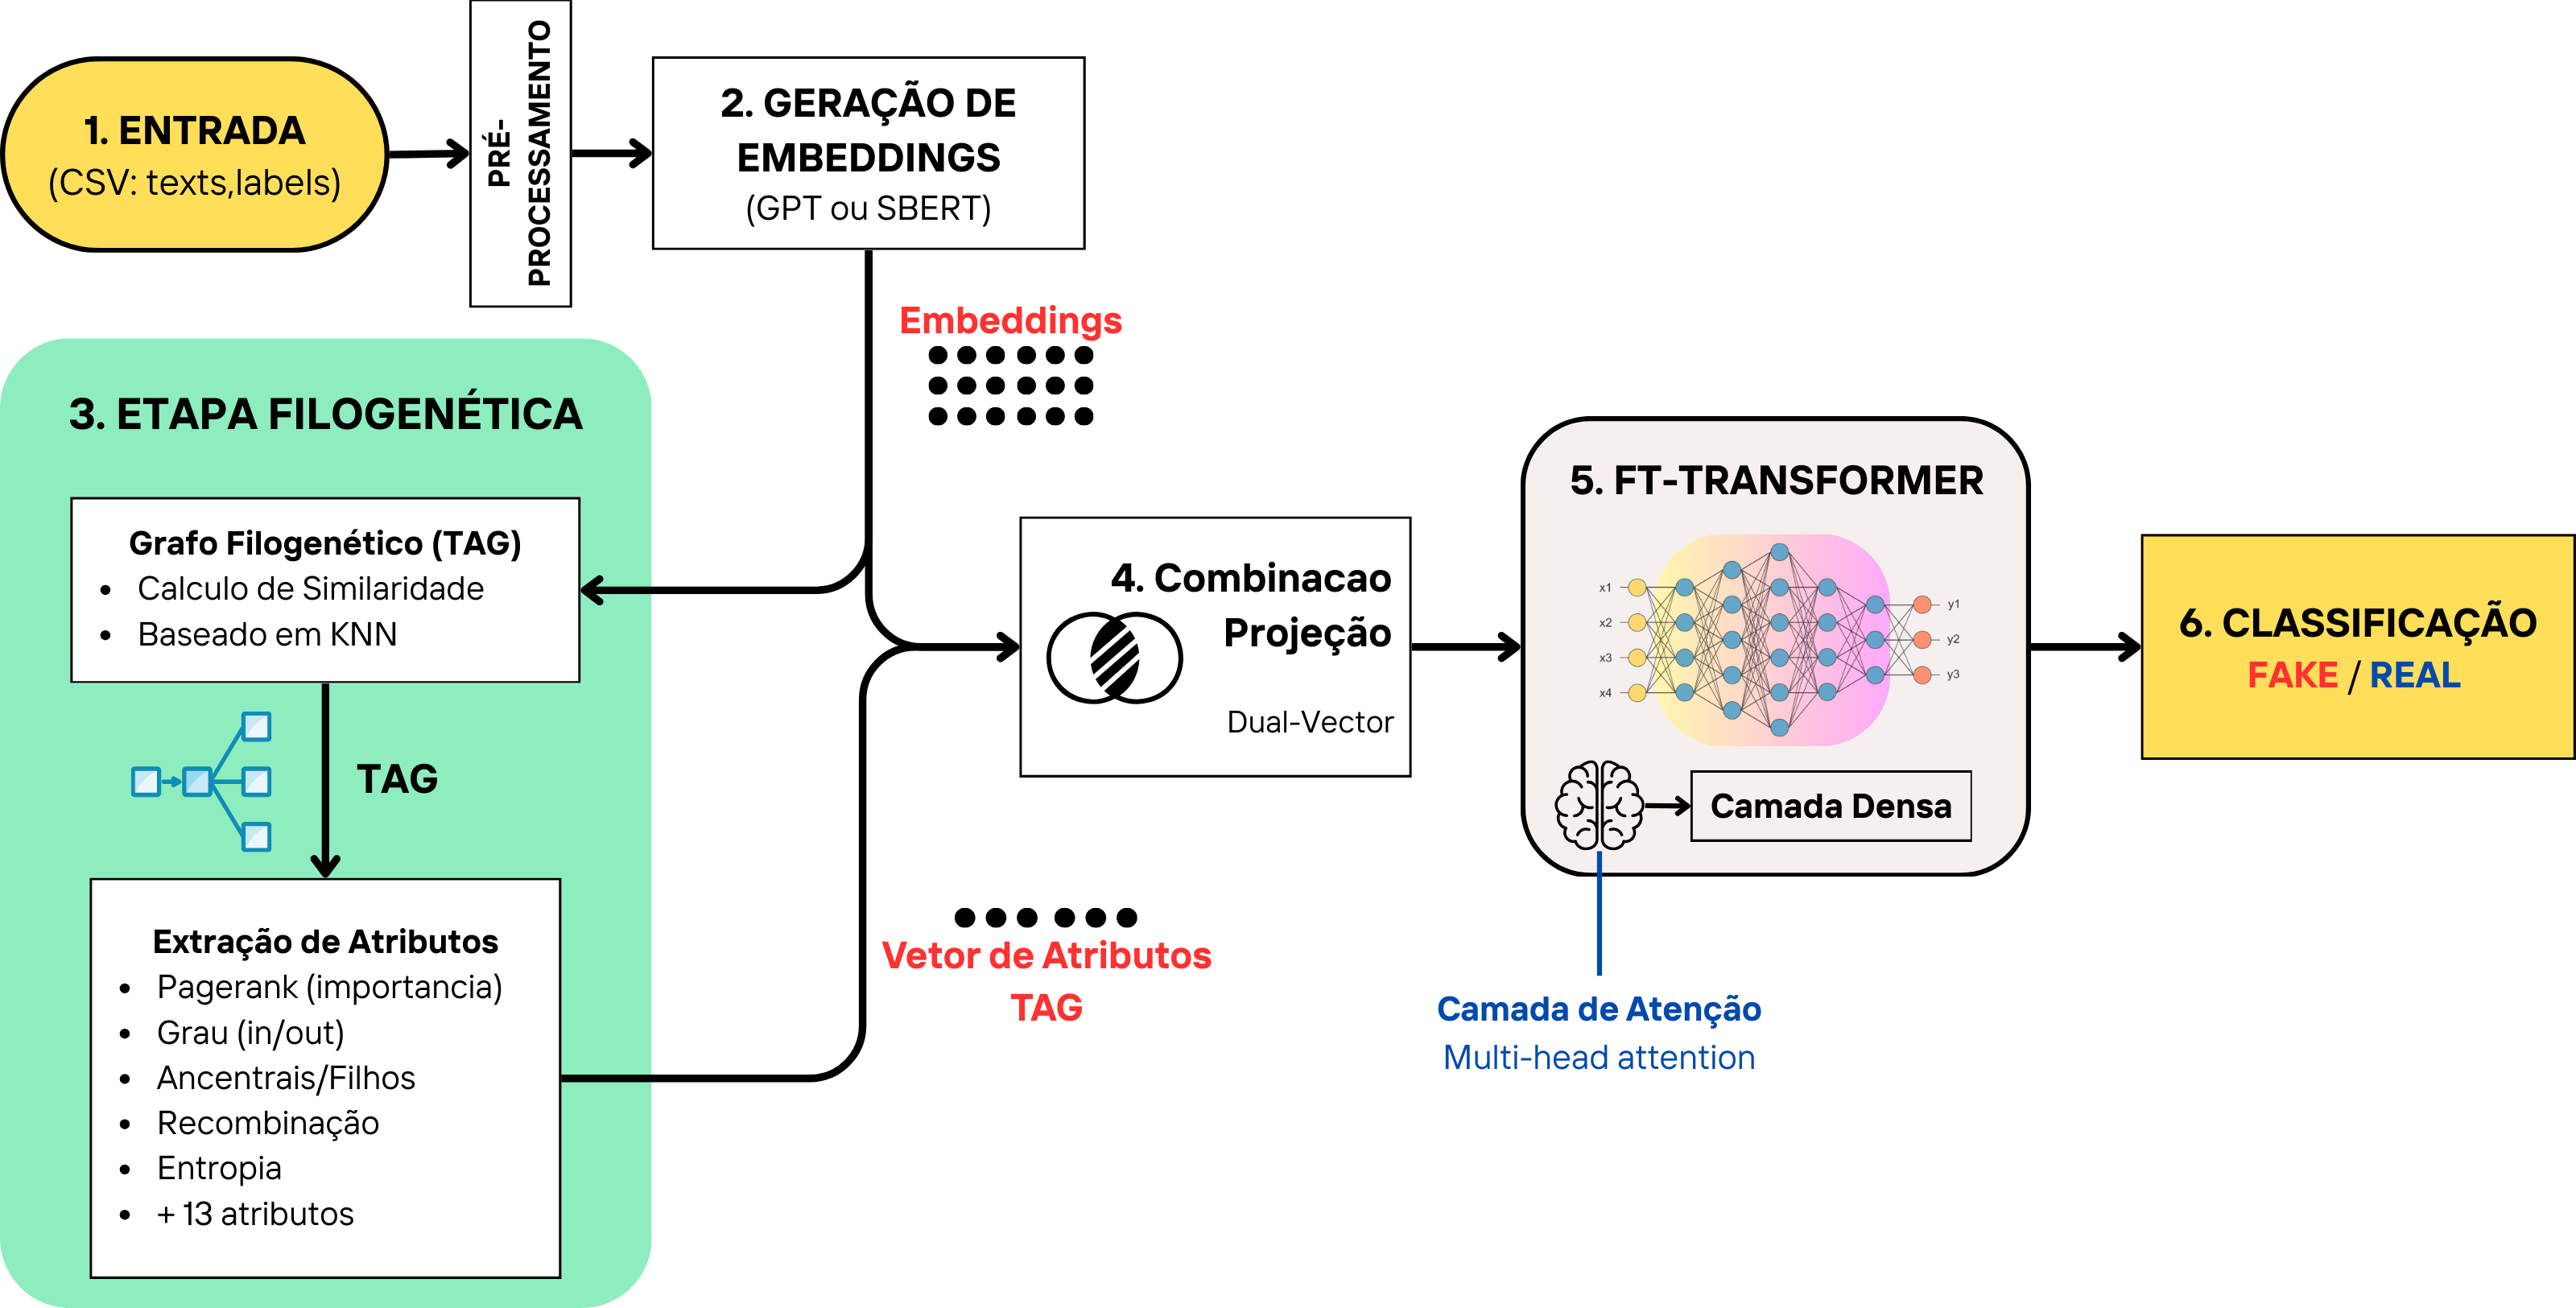 1. ENTRADA
(CSV: texts,labels)
PRÉ-
PROCESSAMENTO
2. GERAÇÃO DE
EMBEDDINGS
(GPT ou SBERT)
Embeddings
3. ETAPA FILOGENÉTICA
Grafo Filogenético (TAG)
• Calculo de Similaridade
• Baseado em KNN
TAG
Extração de Atributos
• Pagerank (importancia)
• Grau (in/out)
• Ancentrais/Filhos
• Recombinação
• Entropia
• + 13 atributos
Vetor de Atributos
TAG
4. Combinacao
Projeção
Dual-Vector
5. FT-TRANSFORMER
x1
x2
x3
x4
y1
y2
y3
Camada Densa
Camada de Atenção
Multi-head attention
6. CLASSIFICAÇÃO
FAKE / REAL